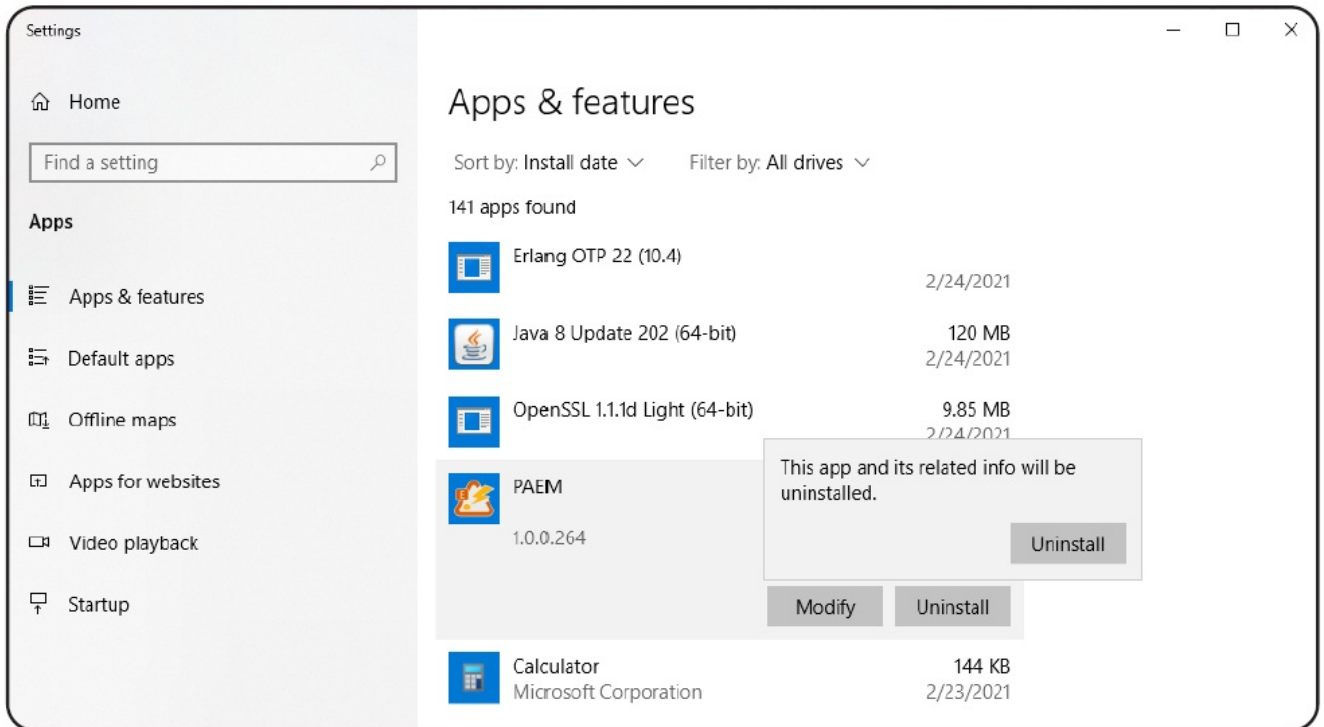 Settings
Home
Find a setting
Apps
Apps & features
Default apps
Offline maps
Apps for websites
Video playback
Startup
Apps & features
Sort by: Install date
Filter by: All drives
141 apps found
Erlang OTP 22 (10.4)
2/24/2021
Java 8 Update 202 (64-bit)
120 MB
2/24/2021
OpenSSL 1.1.1d Light (64-bit)
9.85 MB
2/24/2021
PAEM
1.0.0.264
This app and its related info will be
uninstalled.
Uninstall
Modify
Uninstall
Calculator
144 KB
Microsoft Corporation
2/23/2021